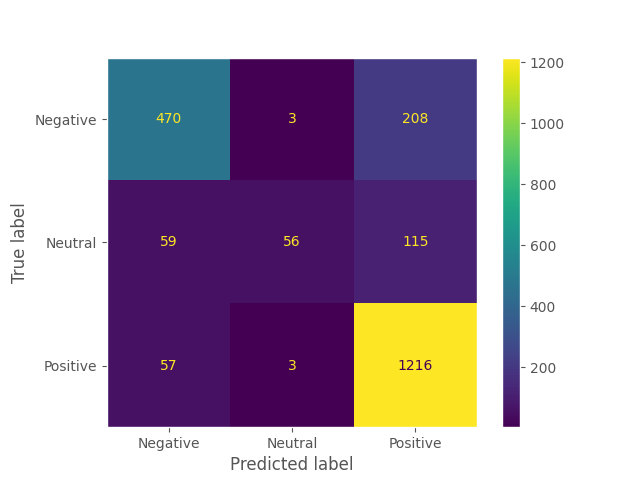 Negative 470 3 208
Neutral 59 56 115
Positive 57 3 1216
Negative Neutral Positive
Predicted label
True label
1200
1000
800
600
400
200